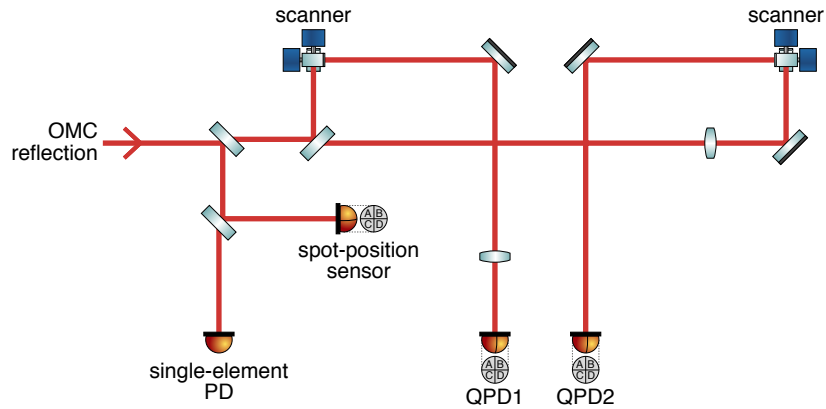 scanner
scanner
OMC
reflection
A B
C D
spot-position
sensor
single-element
PD
A B
C D
QPD1
A B
C D
QPD2